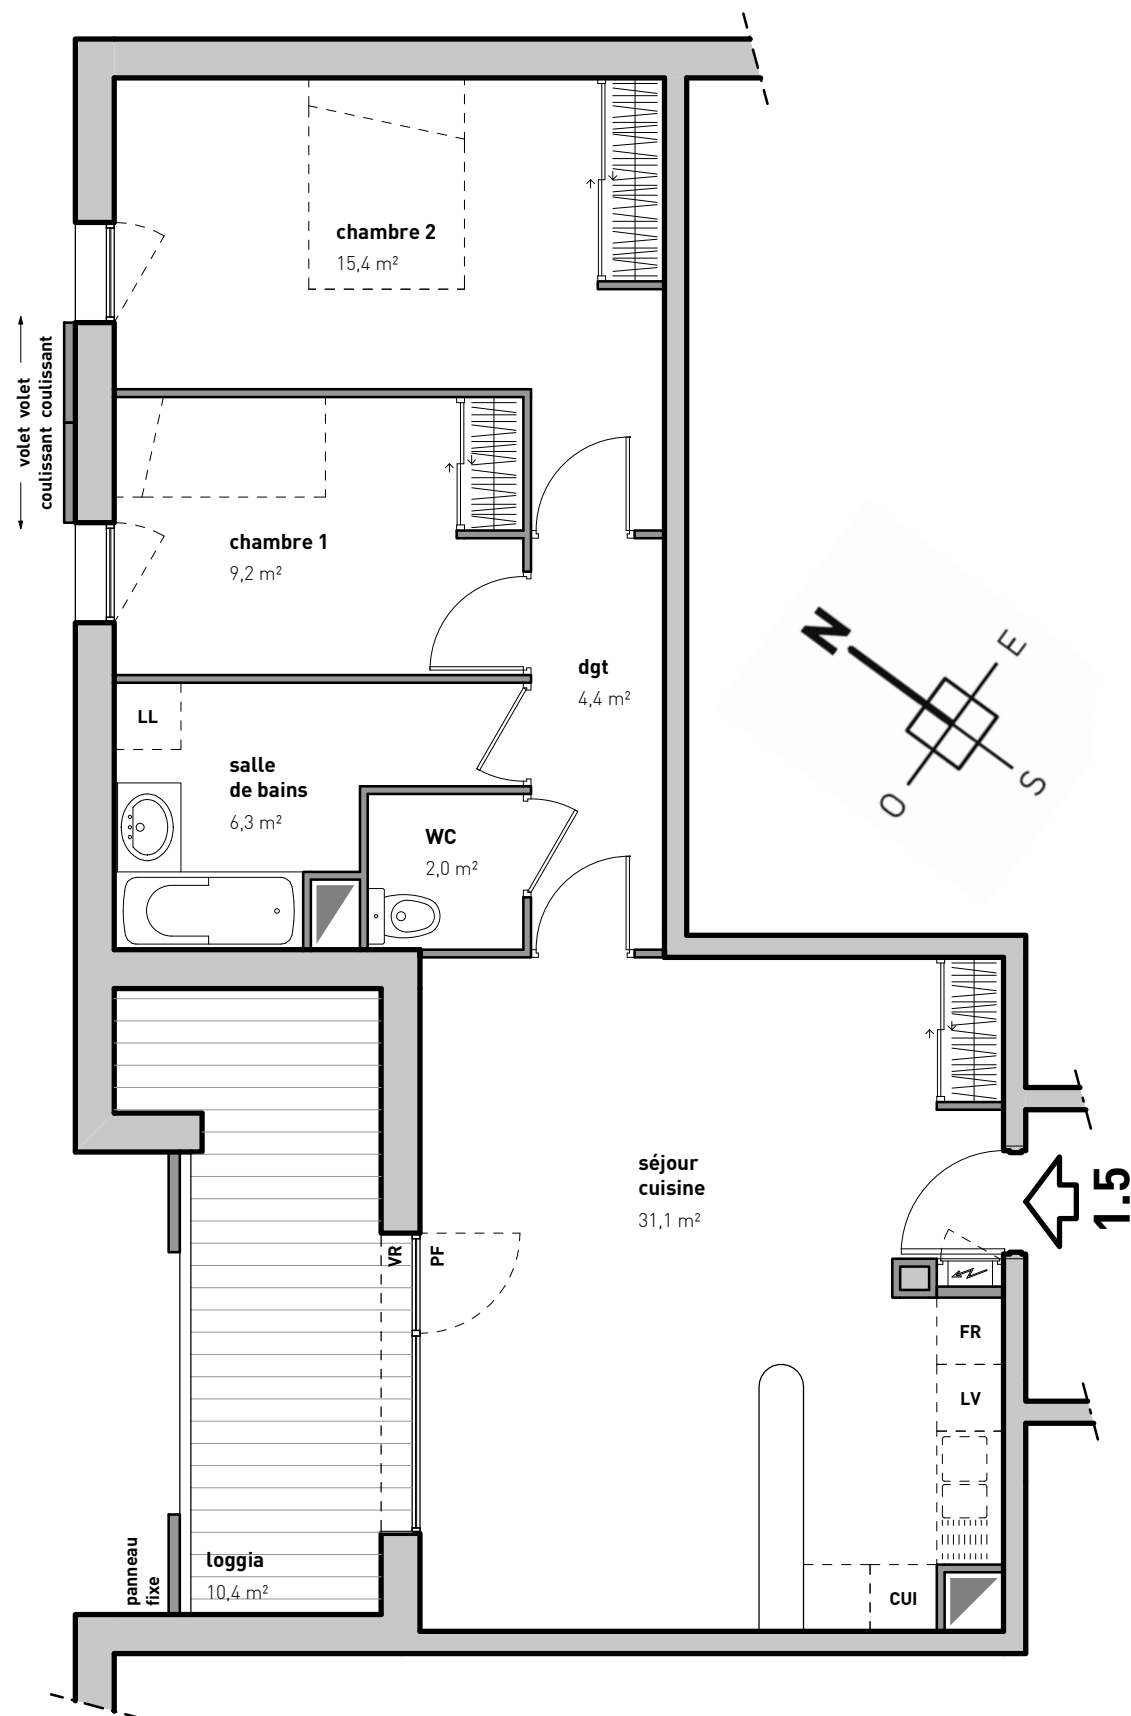 chambre 2
15,4 m²
volet volet
coulissant coulissant
chambre 1
9,2 m²
dgt
4,4 m²
N
E
S
O
LL
salle
de bains
6,3 m²
WC
2,0 m²
séjour
cuisine
31,1 m²
1.5
VR
PF
FR
LV
CUI
panneau
fixe
loggia
10,4 m²